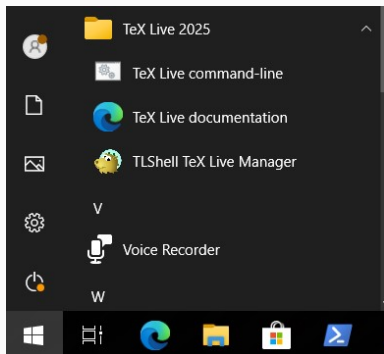 TeX Live 2025
TeX Live command-line
TeX Live documentation
TLShell TeX Live Manager
V
Voice Recorder
W